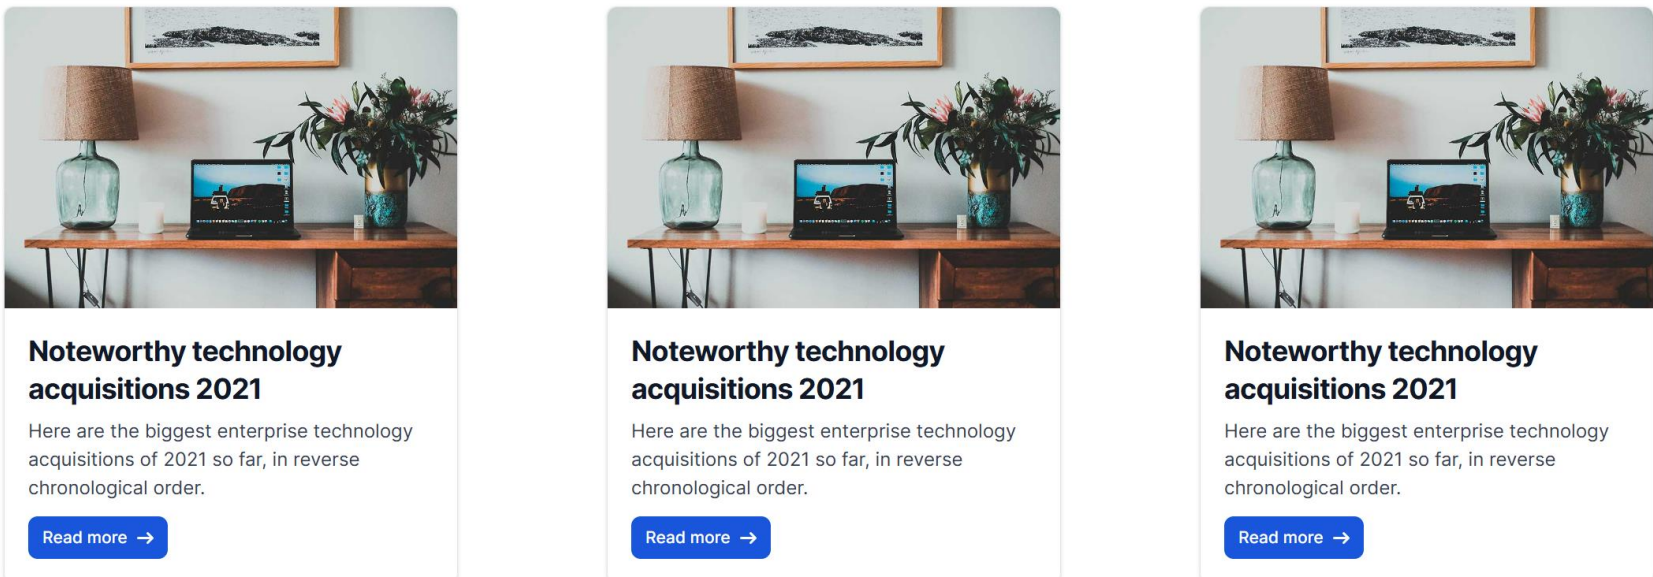 Noteworthy technology
acquisitions 2021
Here are the biggest enterprise technology
acquisitions of 2021 so far, in reverse
chronological order.
Read more →
Noteworthy technology
acquisitions 2021
Here are the biggest enterprise technology
acquisitions of 2021 so far, in reverse
chronological order.
Read more →
Noteworthy technology
acquisitions 2021
Here are the biggest enterprise technology
acquisitions of 2021 so far, in reverse
chronological order.
Read more →